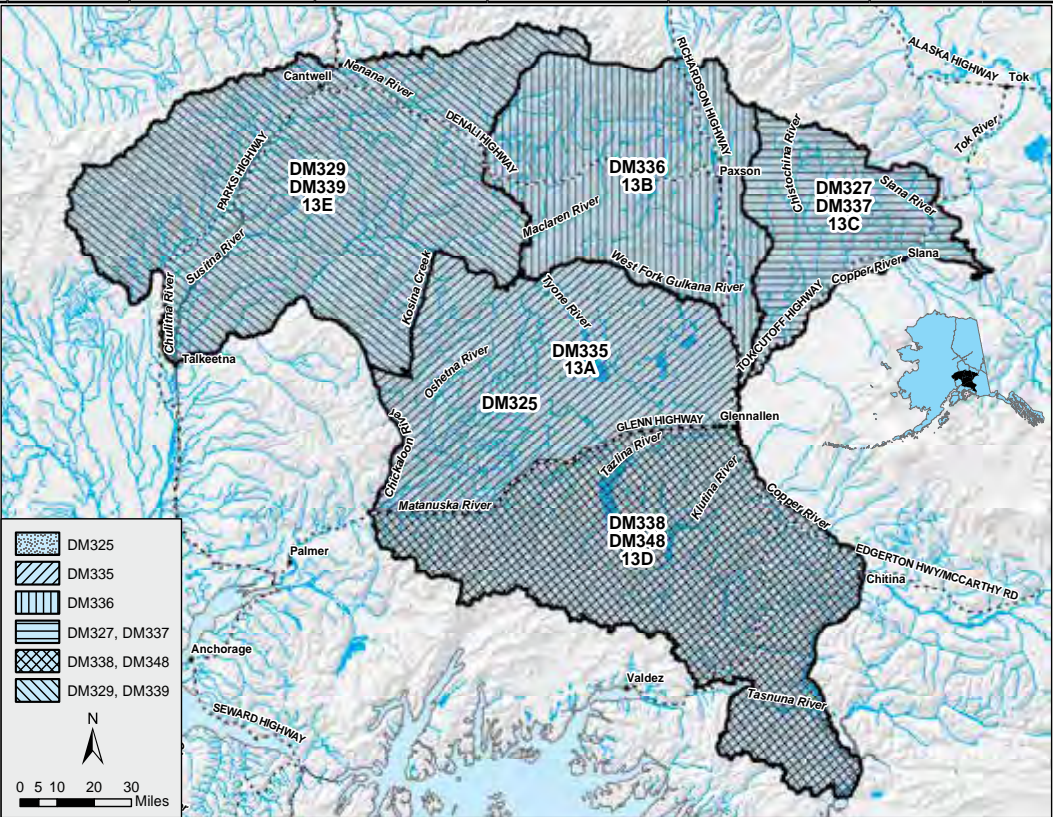 ALASKA HIGHWAY
Tok
Tok River
RICHARDSON HIGHWAY
Cantwell
Nenana River
DENALI HIGHWAY
PARKS HIGHWAY
DM329
DM339
13E
DM336
13B
Paxson
Chistochina River
DM327
DM337
13C
Slana River
Slana
Maclaren River
Susitna River
Kosina Creek
West Fork Gulkana River
Copper River
TOK CUTOFF HIGHWAY
Chulitna River
Talkeetna
Tyone River
Oshetna River
DM335
13A
DM325
GLENN HIGHWAY
Glennallen
Chickaloon River
Tazlina River
Klutina River
Matanuska River
Copper River
DM338
DM348
13D
EDGERTON HWY/MCCARTHY RD
Chitina
Palmer
Anchorage
SEWARD HIGHWAY
Valdez
Tasnuna River
DM325
DM335
DM336
DM327, DM337
DM338, DM348
DM329, DM339
N
0 5 10 20 30
Miles